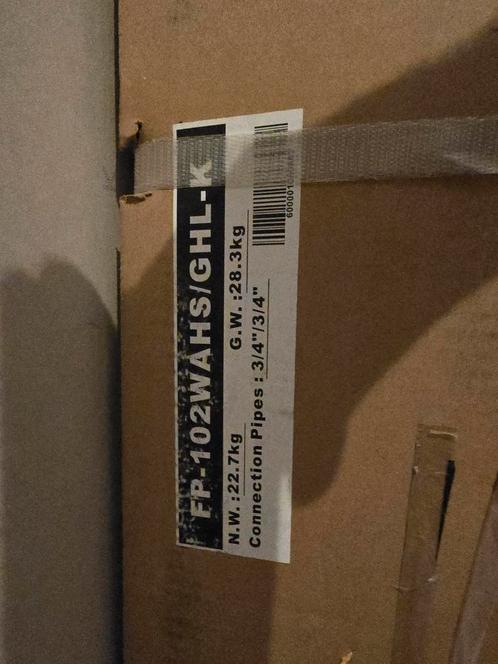 FP-102WAHS/GHL-K
N.W. :22.7kg G.W. :28.3kg
Connection Pipes : 3/4"/3/4"